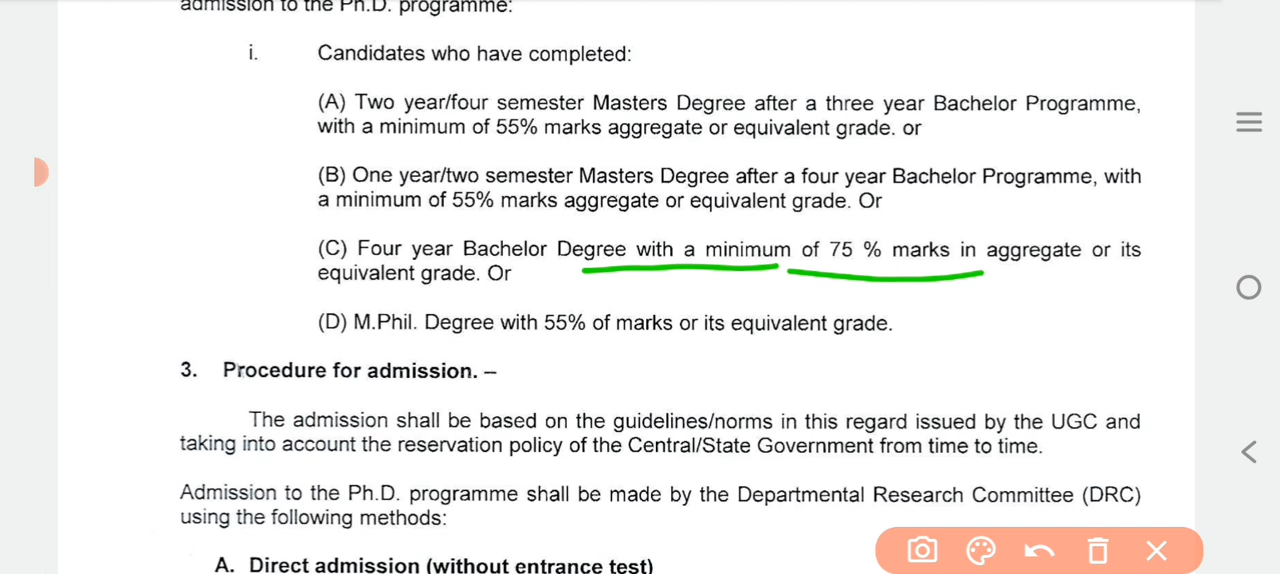 admission to the Ph.D. programme:
i. Candidates who have completed:
(A) Two year/four semester Masters Degree after a three year Bachelor Programme,
with a minimum of 55% marks aggregate or equivalent grade. or
(B) One year/two semester Masters Degree after a four year Bachelor Programme, with
a minimum of 55% marks aggregate or equivalent grade. Or
(C) Four year Bachelor Degree with a minimum of 75 % marks in aggregate or its
equivalent grade. Or
(D) M.Phil. Degree with 55% of marks or its equivalent grade.
3. Procedure for admission. –
The admission shall be based on the guidelines/norms in this regard issued by the UGC and
taking into account the reservation policy of the Central/State Government from time to time.
Admission to the Ph.D. programme shall be made by the Departmental Research Committee (DRC)
using the following methods:
A. Direct admission (without entrance test)